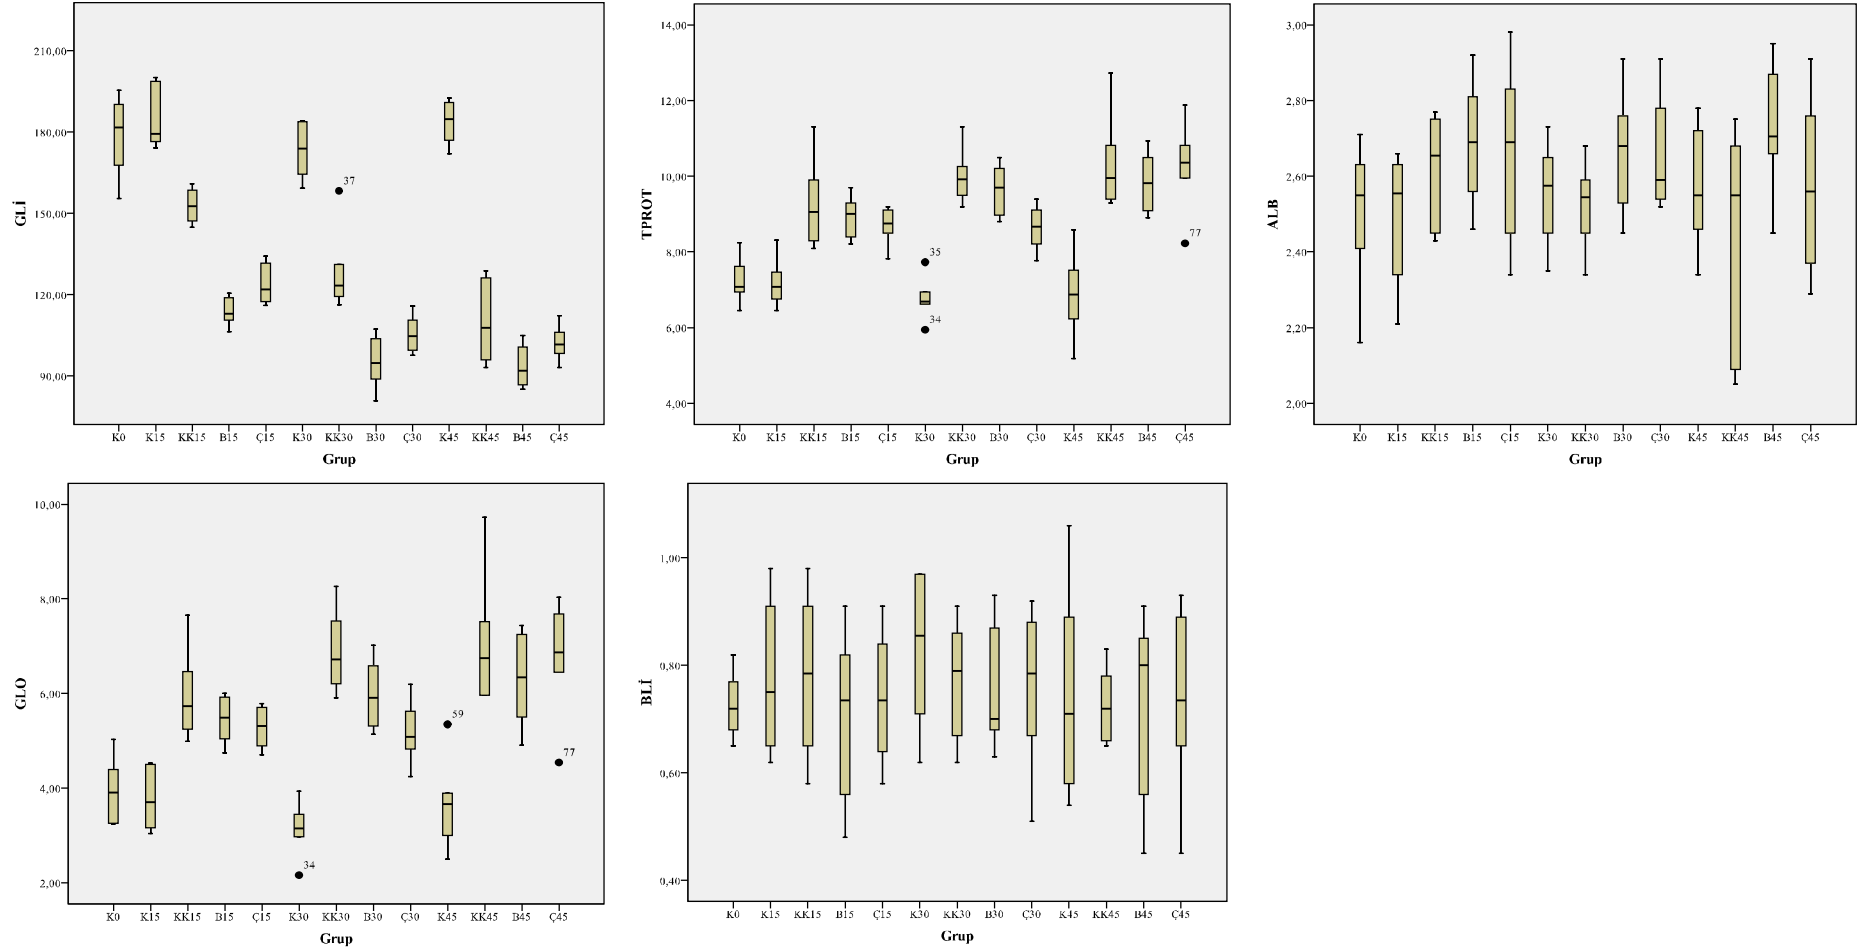 GLİ
210,00
180,00
150,00
120,00
90,00
37
K0 K15 KK15 B15 Ç15 K30 KK30 B30 Ç30 K45 KK45 B45 Ç45
Grup
TPROT
14,00
12,00
10,00
8,00
6,00
4,00
35
34
77
K0 K15 KK15 B15 Ç15 K30 KK30 B30 Ç30 K45 KK45 B45 Ç45
Grup
ALB
3,00
2,80
2,60
2,40
2,20
2,00
K0 K15 KK15 B15 Ç15 K30 KK30 B30 Ç30 K45 KK45 B45 Ç45
Grup
GLO
10,00
8,00
6,00
4,00
2,00
34
59
77
K0 K15 KK15 B15 Ç15 K30 KK30 B30 Ç30 K45 KK45 B45 Ç45
Grup
BLİ
1,00
0,80
0,60
0,40
K0 K15 KK15 B15 Ç15 K30 KK30 B30 Ç30 K45 KK45 B45 Ç45
Grup